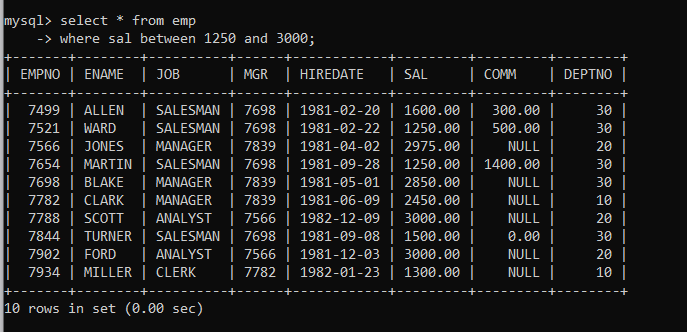 mysql> select * from emp
    -> where sal between 1250 and 3000;
+-------+--------+----------+------+------------+---------+---------+--------+
| EMPNO | ENAME  | JOB      | MGR  | HIREDATE   | SAL     | COMM    | DEPTNO |
+-------+--------+----------+------+------------+---------+---------+--------+
|  7499 | ALLEN  | SALESMAN | 7698 | 1981-02-20 | 1600.00 |  300.00 |     30 |
|  7521 | WARD   | SALESMAN | 7698 | 1981-02-22 | 1250.00 |  500.00 |     30 |
|  7566 | JONES  | MANAGER  | 7839 | 1981-04-02 | 2975.00 |    NULL |     20 |
|  7654 | MARTIN | SALESMAN | 7698 | 1981-09-28 | 1250.00 | 1400.00 |     30 |
|  7698 | BLAKE  | MANAGER  | 7839 | 1981-05-01 | 2850.00 |    NULL |     30 |
|  7782 | CLARK  | MANAGER  | 7839 | 1981-06-09 | 2450.00 |    NULL |     10 |
|  7788 | SCOTT  | ANALYST  | 7566 | 1982-12-09 | 3000.00 |    NULL |     20 |
|  7844 | TURNER | SALESMAN | 7698 | 1981-09-08 | 1500.00 |    0.00 |     30 |
|  7902 | FORD   | ANALYST  | 7566 | 1981-12-03 | 3000.00 |    NULL |     20 |
|  7934 | MILLER | CLERK    | 7782 | 1982-01-23 | 1300.00 |    NULL |     10 |
+-------+--------+----------+------+------------+---------+---------+--------+
10 rows in set (0.00 sec)